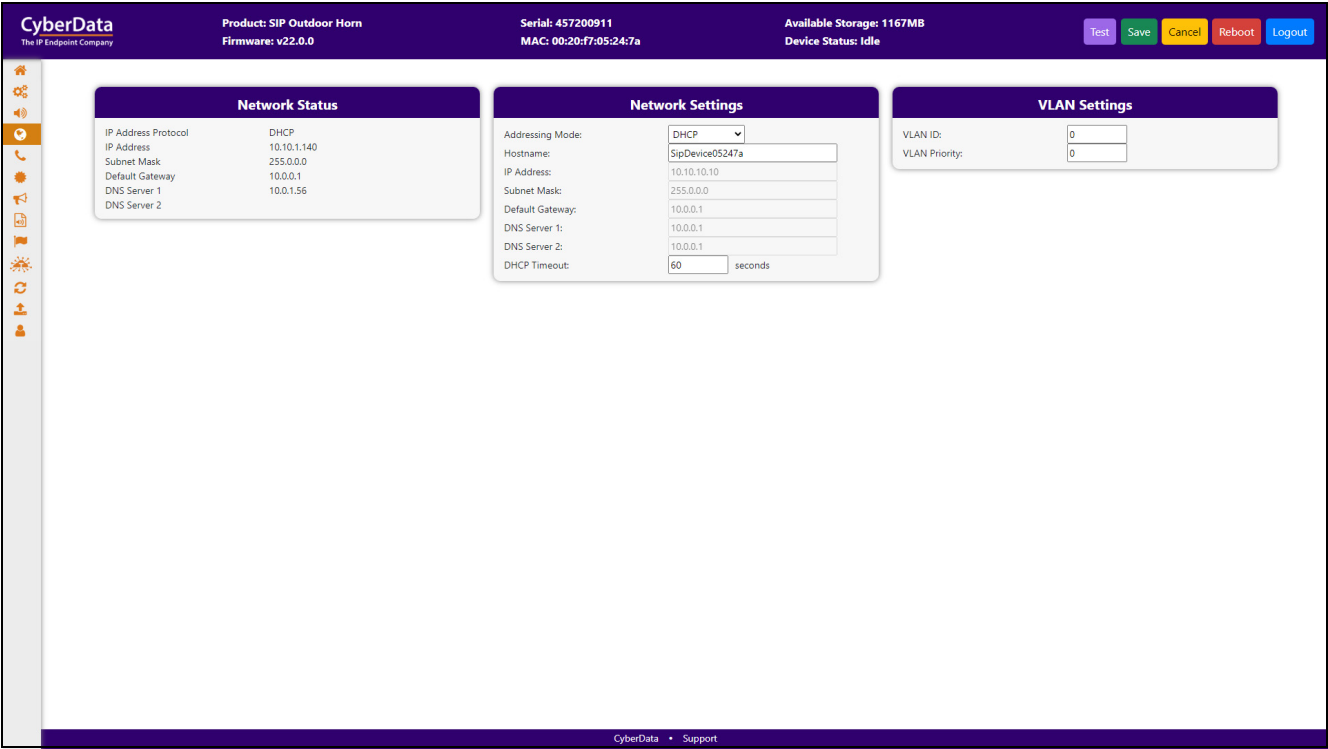 CyberData
The IP Endpoint Company
Product: SIP Outdoor Horn
Firmware: v22.0.0
Serial: 457200911
MAC: 00:20:f7:05:24:7a
Available Storage: 1167MB
Device Status: Idle
Test Save Cancel Reboot Logout
Network Status
IP Address Protocol DHCP
IP Address 10.10.1.140
Subnet Mask 255.0.0.0
Default Gateway 10.0.0.1
DNS Server 1 10.0.1.56
DNS Server 2
Network Settings
Addressing Mode: DHCP
Hostname: SipDevice05247a
IP Address: 10.10.10.10
Subnet Mask: 255.0.0.0
Default Gateway: 10.0.0.1
DNS Server 1: 10.0.0.1
DNS Server 2: 10.0.0.1
DHCP Timeout: 60 seconds
VLAN Settings
VLAN ID: 0
VLAN Priority: 0
CyberData • Support